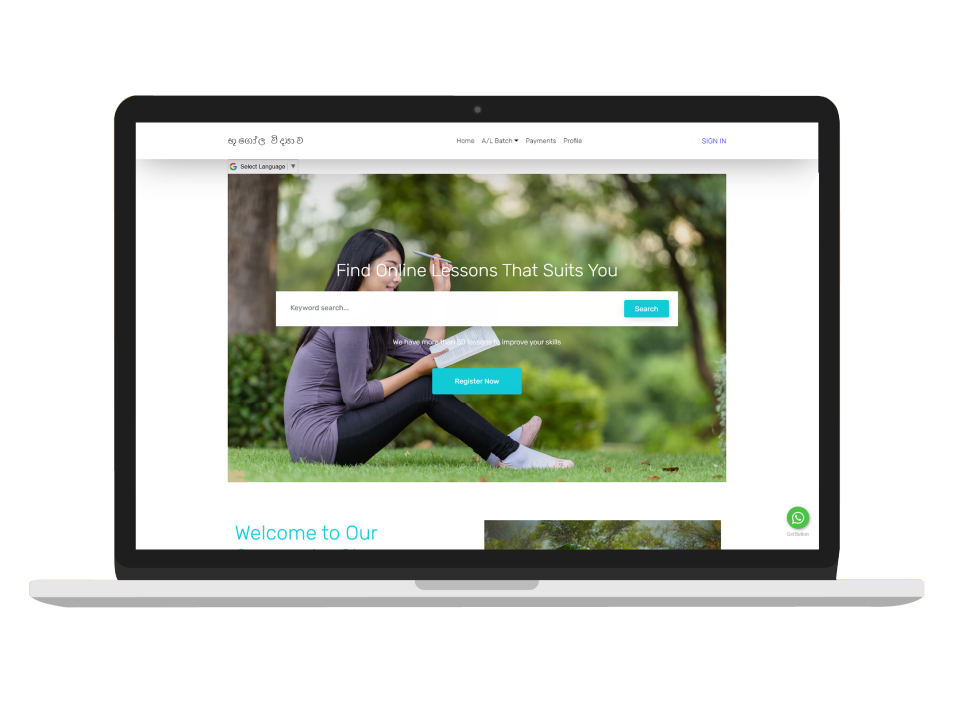 භූගෝල විද්‍යාව
Home A/L Batch Payments Profile
SIGN IN
G Select Language ▼
Find Online Lessons That Suits You
Keyword search...
Search
We have more than 50 lessons to improve your skills
Register Now
Welcome to Our
GetButton